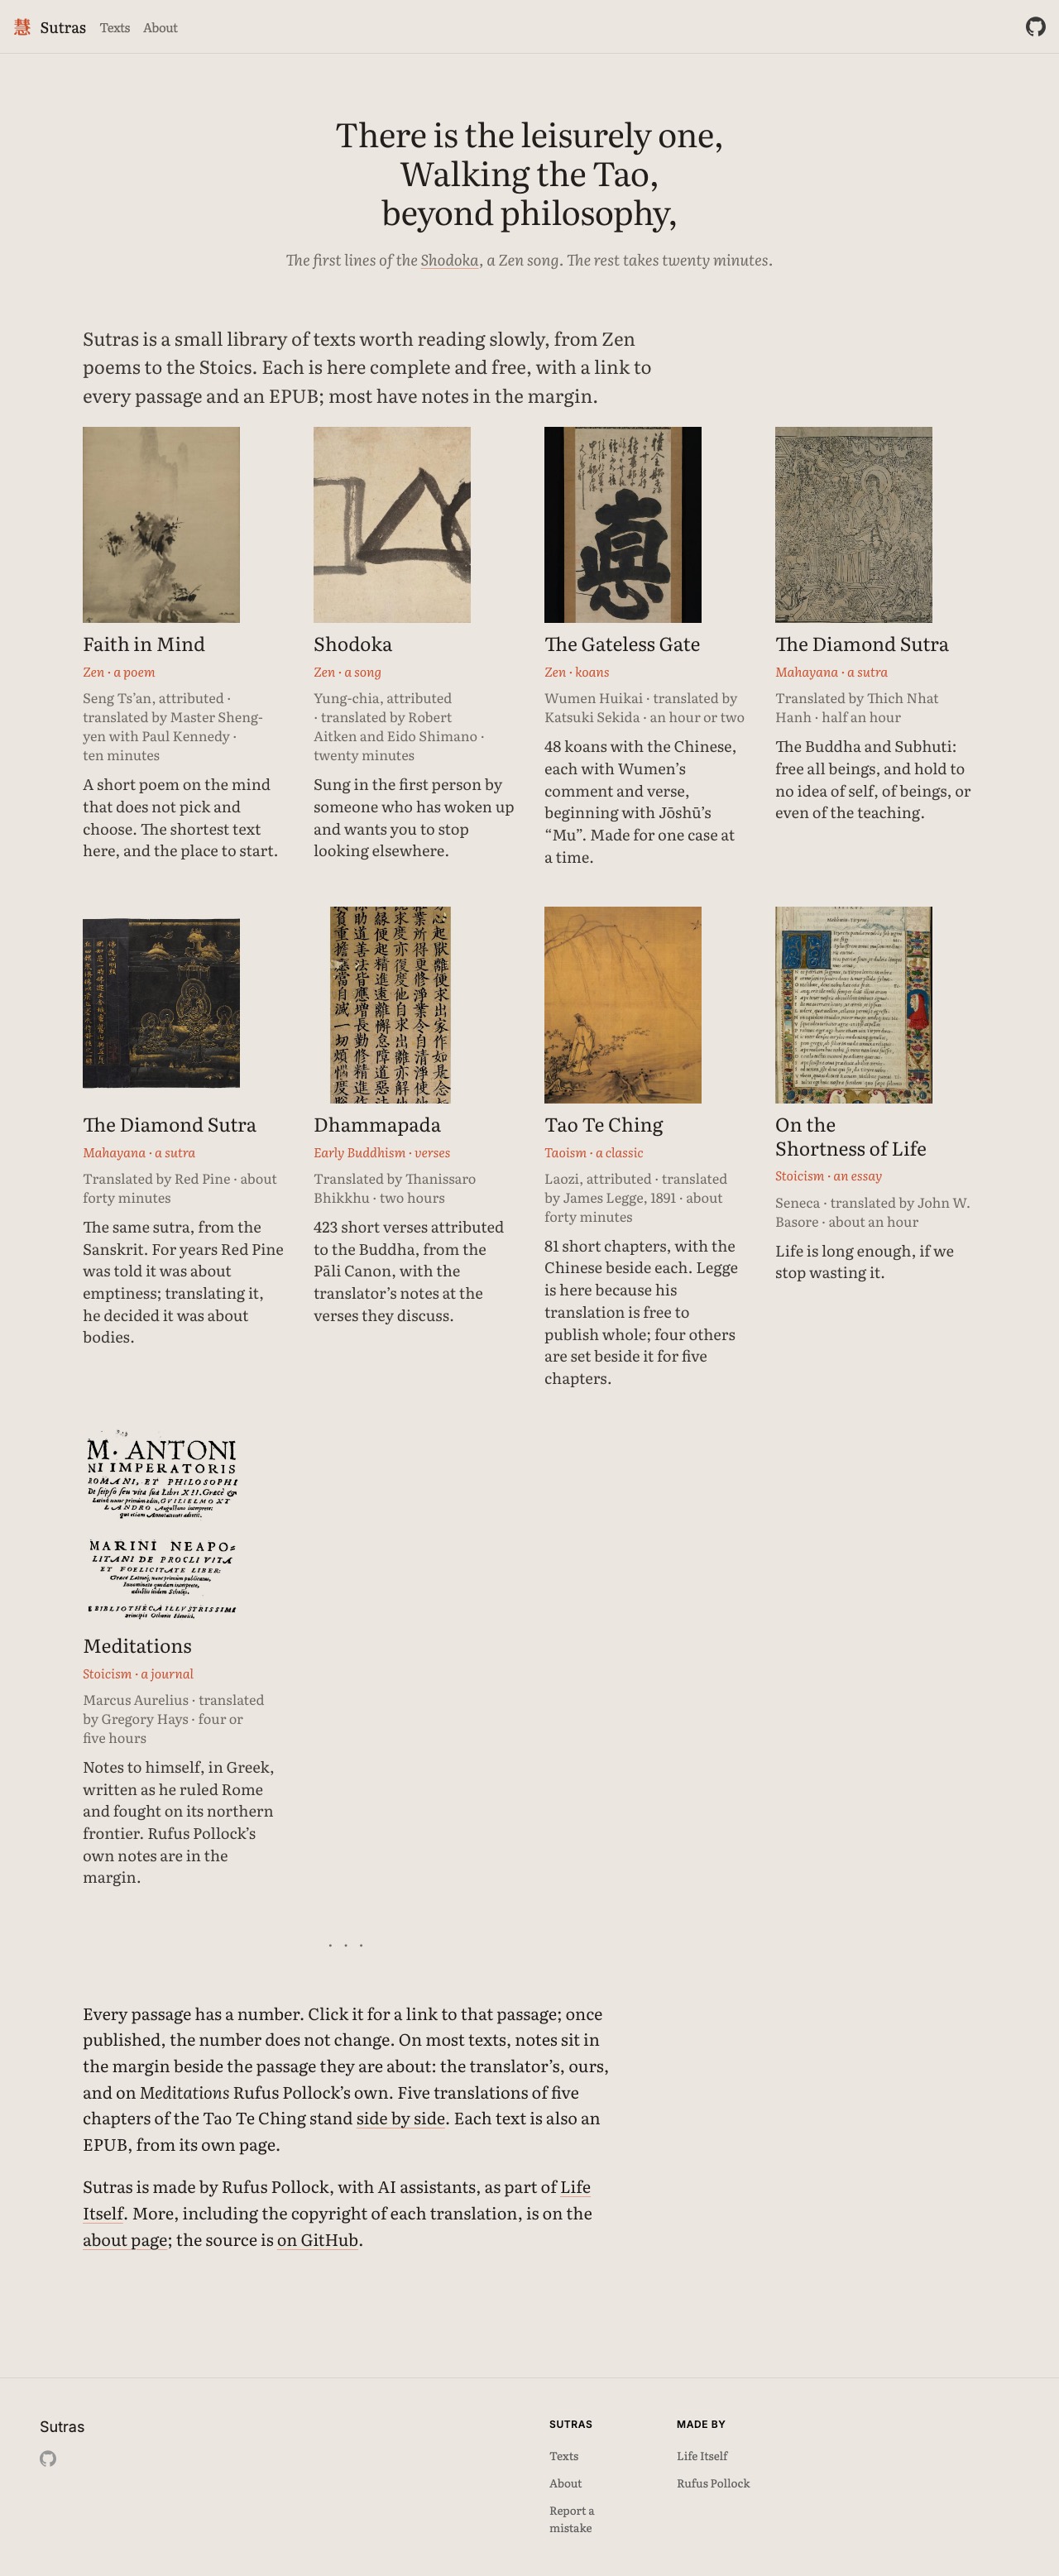 慧 Sutras Texts About
There is the leisurely one,
Walking the Tao,
beyond philosophy,
The first lines of the Shodoka, a Zen song. The rest takes twenty minutes.
Sutras is a small library of texts worth reading slowly, from Zen
poems to the Stoics. Each is here complete and free, with a link to
every passage and an EPUB; most have notes in the margin.
Faith in Mind
Zen · a poem
Seng Ts’an, attributed ·
translated by Master Sheng-
yen with Paul Kennedy ·
ten minutes
A short poem on the mind
that does not pick and
choose. The shortest text
here, and the place to start.
Shodoka
Zen · a song
Yung-chia, attributed
· translated by Robert
Aitken and Eido Shimano ·
twenty minutes
Sung in the first person by
someone who has woken up
and wants you to stop
looking elsewhere.
The Gateless Gate
Zen · koans
Wumen Huikai · translated by
Katsuki Sekida · an hour or two
48 koans with the Chinese,
each with Wumen’s
comment and verse,
beginning with Jōshū’s
“Mu”. Made for one case at
a time.
The Diamond Sutra
Mahayana · a sutra
Translated by Thich Nhat
Hanh · half an hour
The Buddha and Subhuti:
free all beings, and hold to
no idea of self, of beings, or
even of the teaching.
The Diamond Sutra
Mahayana · a sutra
Translated by Red Pine · about
forty minutes
The same sutra, from the
Sanskrit. For years Red Pine
was told it was about
emptiness; translating it,
he decided it was about
bodies.
Dhammapada
Early Buddhism · verses
Translated by Thanissaro
Bhikkhu · two hours
423 short verses attributed
to the Buddha, from the
Pāli Canon, with the
translator’s notes at the
verses they discuss.
Tao Te Ching
Taoism · a classic
Laozi, attributed · translated
by James Legge, 1891 · about
forty minutes
81 short chapters, with the
Chinese beside each. Legge
is here because his
translation is free to
publish whole; four others
are set beside it for five
chapters.
On the
Shortness of Life
Stoicism · an essay
Seneca · translated by John W.
Basore · about an hour
Life is long enough, if we
stop wasting it.
M. ANTONI
NI IMPERATORIS
ROMANI, ET PHILOSOPHI
MARINI NEAPO=
LITANI DE PROCLI VITA
ET FOELICITATE LIBER:
Meditations
Stoicism · a journal
Marcus Aurelius · translated
by Gregory Hays · four or
five hours
Notes to himself, in Greek,
written as he ruled Rome
and fought on its northern
frontier. Rufus Pollock’s
own notes are in the
margin.
· · ·
Every passage has a number. Click it for a link to that passage; once
published, the number does not change. On most texts, notes sit in
the margin beside the passage they are about: the translator’s, ours,
and on Meditations Rufus Pollock’s own. Five translations of five
chapters of the Tao Te Ching stand side by side. Each text is also an
EPUB, from its own page.
Sutras is made by Rufus Pollock, with AI assistants, as part of Life
Itself. More, including the copyright of each translation, is on the
about page; the source is on GitHub.
Sutras
SUTRAS
Texts
About
Report a
mistake
MADE BY
Life Itself
Rufus Pollock